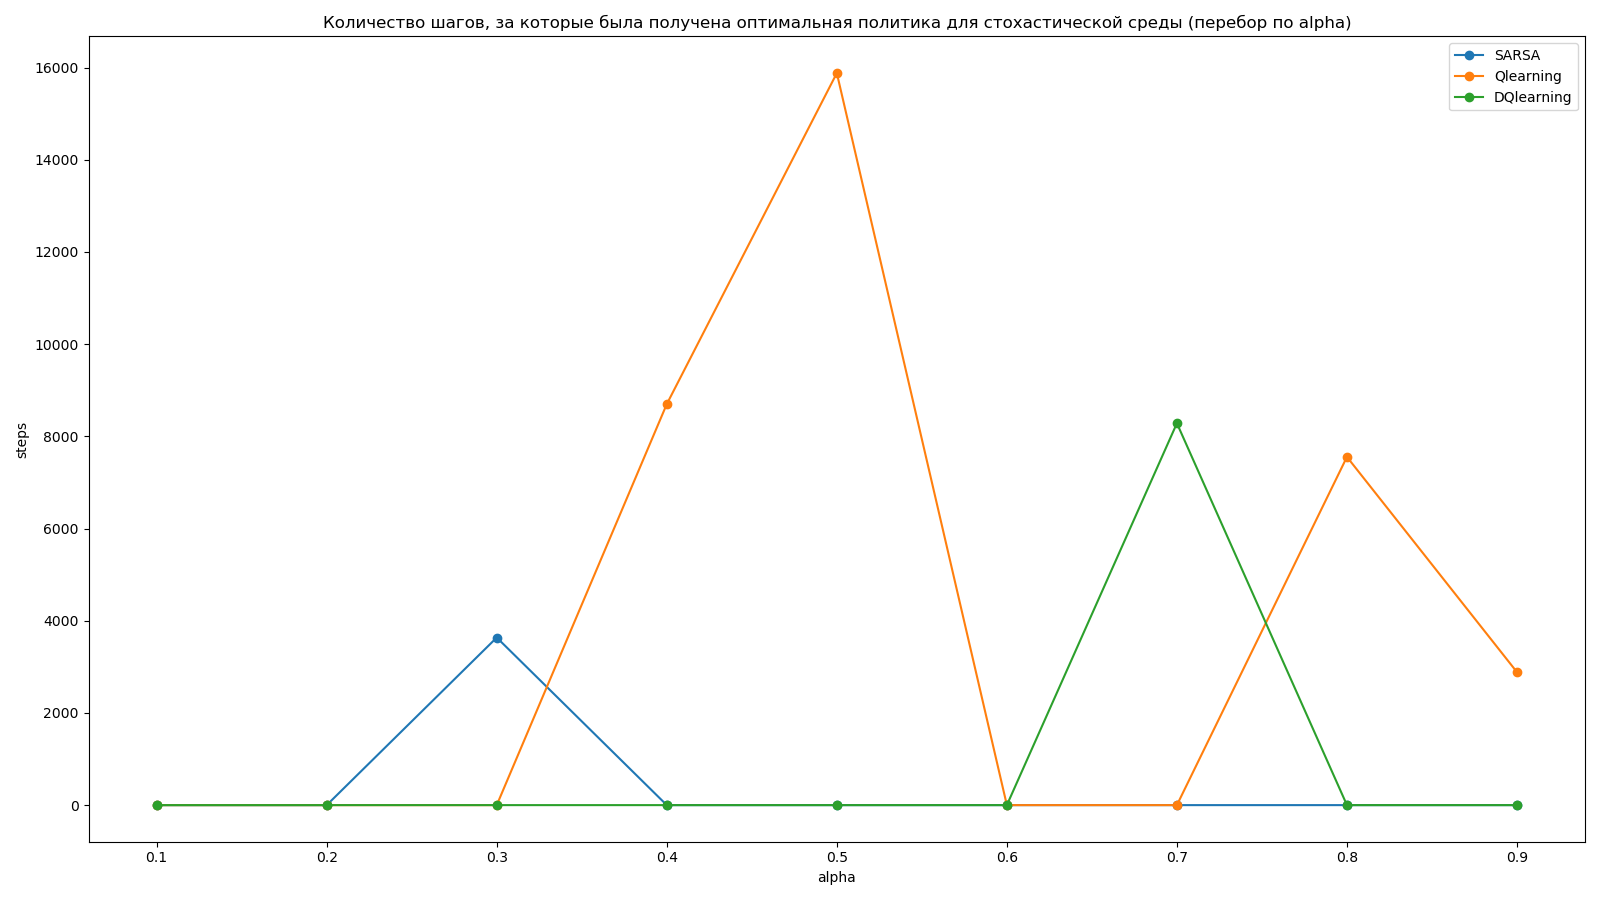 Количество шагов, за которые была получена оптимальная политика для стохастической среды (перебор по alpha)
SARSA
Qlearning
DQlearning
16000
14000
12000
10000
8000
6000
4000
2000
0
steps
0.1 0.2 0.3 0.4 0.5 0.6 0.7 0.8 0.9
alpha